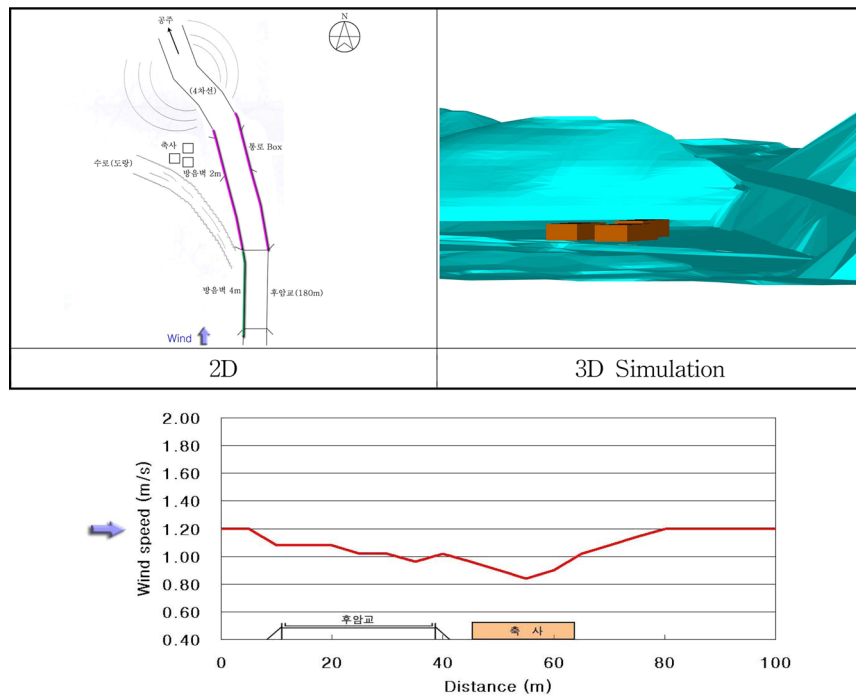 공주
N
(4차선)
축사
통로 Box
수로(도랑)
방음벽 2m
방음벽 4m
후암교(180m)
Wind
2D
3D Simulation
2.00
1.80
1.60
1.40
1.20
1.00
0.80
0.60
0.40
Wind speed (m/s)
후암교
축 사
0
20
40
60
80
100
Distance (m)